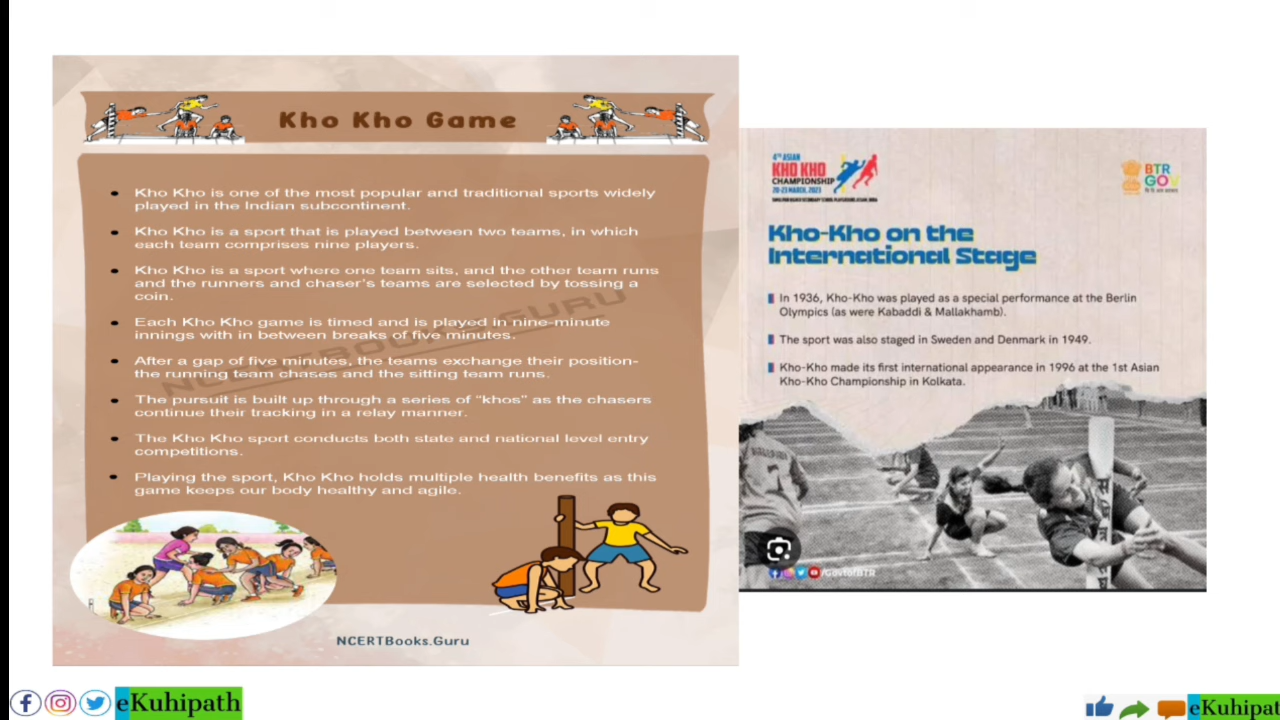 Kho Kho Game
• Kho Kho is one of the most popular and traditional sports widely
played in the Indian subcontinent.
• Kho Kho is a sport that is played between two teams, in which
each team comprises nine players.
• Kho Kho is a sport where one team sits, and the other team runs
and the runners and chaser's teams are selected by tossing a
coin.
• Each Kho Kho game is timed and is played in nine-minute
innings with in between breaks of five minutes.
• After a gap of five minutes, the teams exchange their position-
the running team chases and the sitting team runs.
• The pursuit is built up through a series of "khos" as the chasers
continue their tracking in a relay manner.
• The Kho Kho sport conducts both state and national level entry
competitions.
• Playing the sport, Kho Kho holds multiple health benefits as this
game keeps our body healthy and agile.
NCERTBOOKS.GURU
NCERTBooks.Guru
4TH ASIAN
KHO KHO
CHAMPIONSHIP
20-23 MARCH, 2023
BTR
GOV
Kho-Kho on the
International Stage
In 1936, Kho-Kho was played as a special performance at the Berlin
Olympics (as were Kabaddi & Mallakhamb).
The sport was also staged in Sweden and Denmark in 1949.
Kho-Kho made its first international appearance in 1996 at the 1st Asian
Kho-Kho Championship in Kolkata.
/GovtofBTR
eKuhipath
eKuhipat